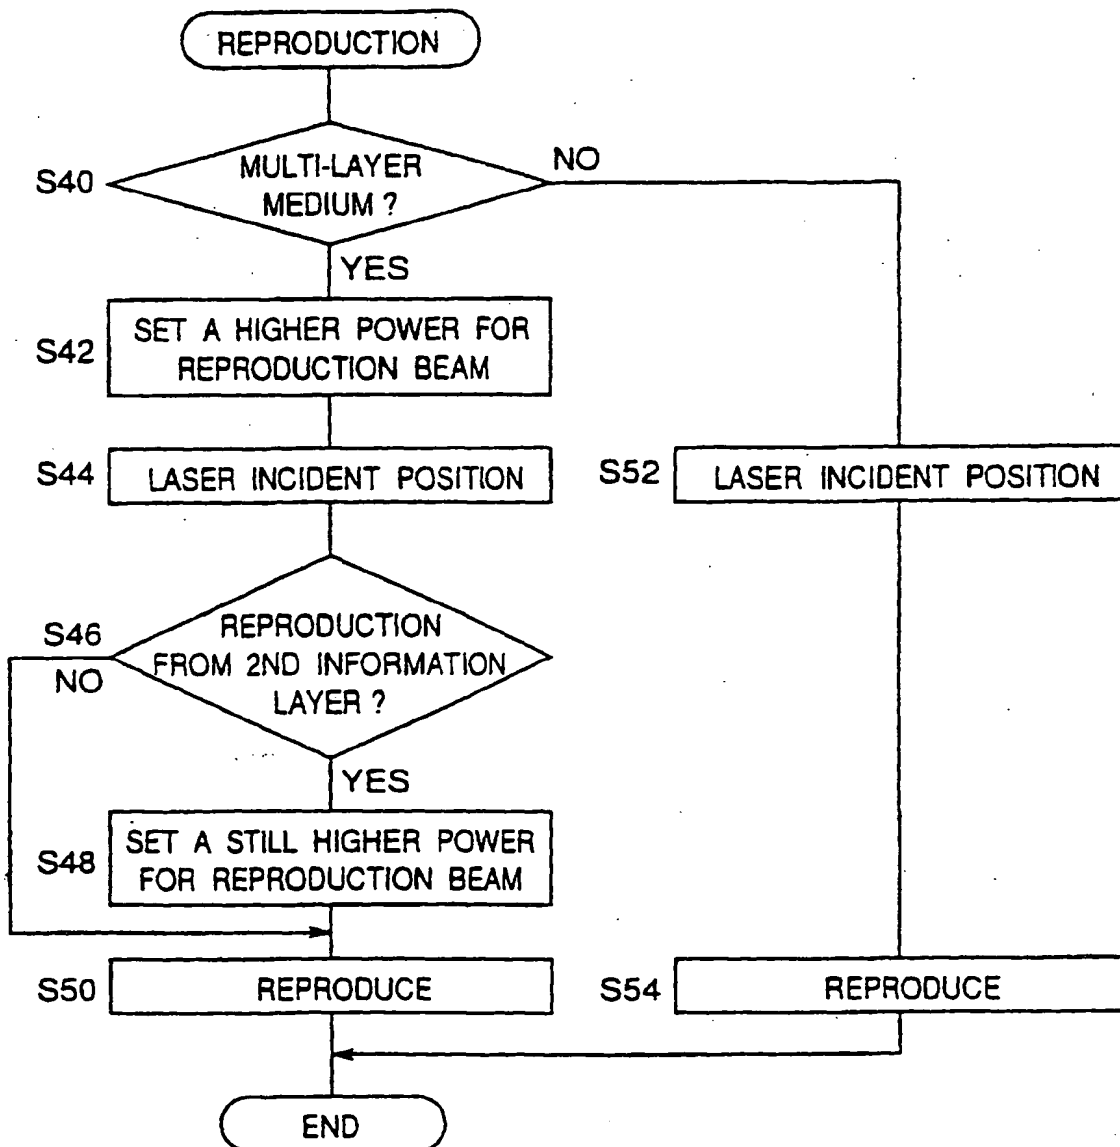 REPRODUCTION
S40
MULTI-LAYER
MEDIUM ?
NO
YES
S42
SET A HIGHER POWER FOR
REPRODUCTION BEAM
S44
LASER INCIDENT POSITION
S52
LASER INCIDENT POSITION
S46
NO
REPRODUCTION
FROM 2ND INFORMATION
LAYER ?
YES
S48
SET A STILL HIGHER POWER
FOR REPRODUCTION BEAM
S50
REPRODUCE
S54
REPRODUCE
END